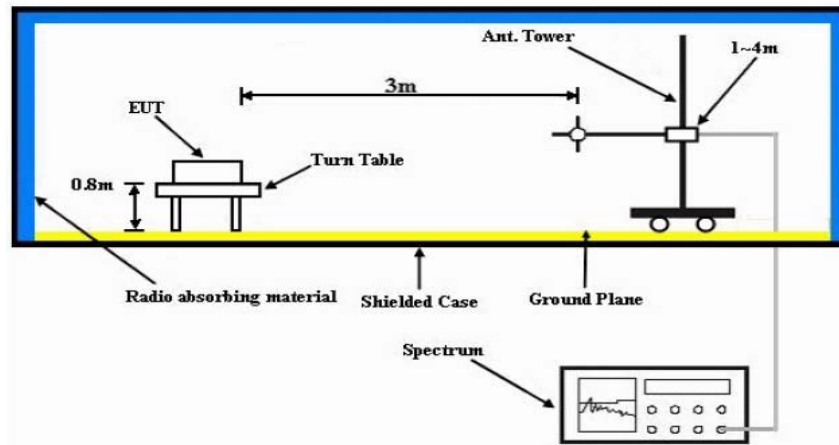 Ant. Tower
1~4m
3m
EUT
Turn Table
0.8m
Radio absorbing material
Shielded Case
Ground Plane
Spectrum